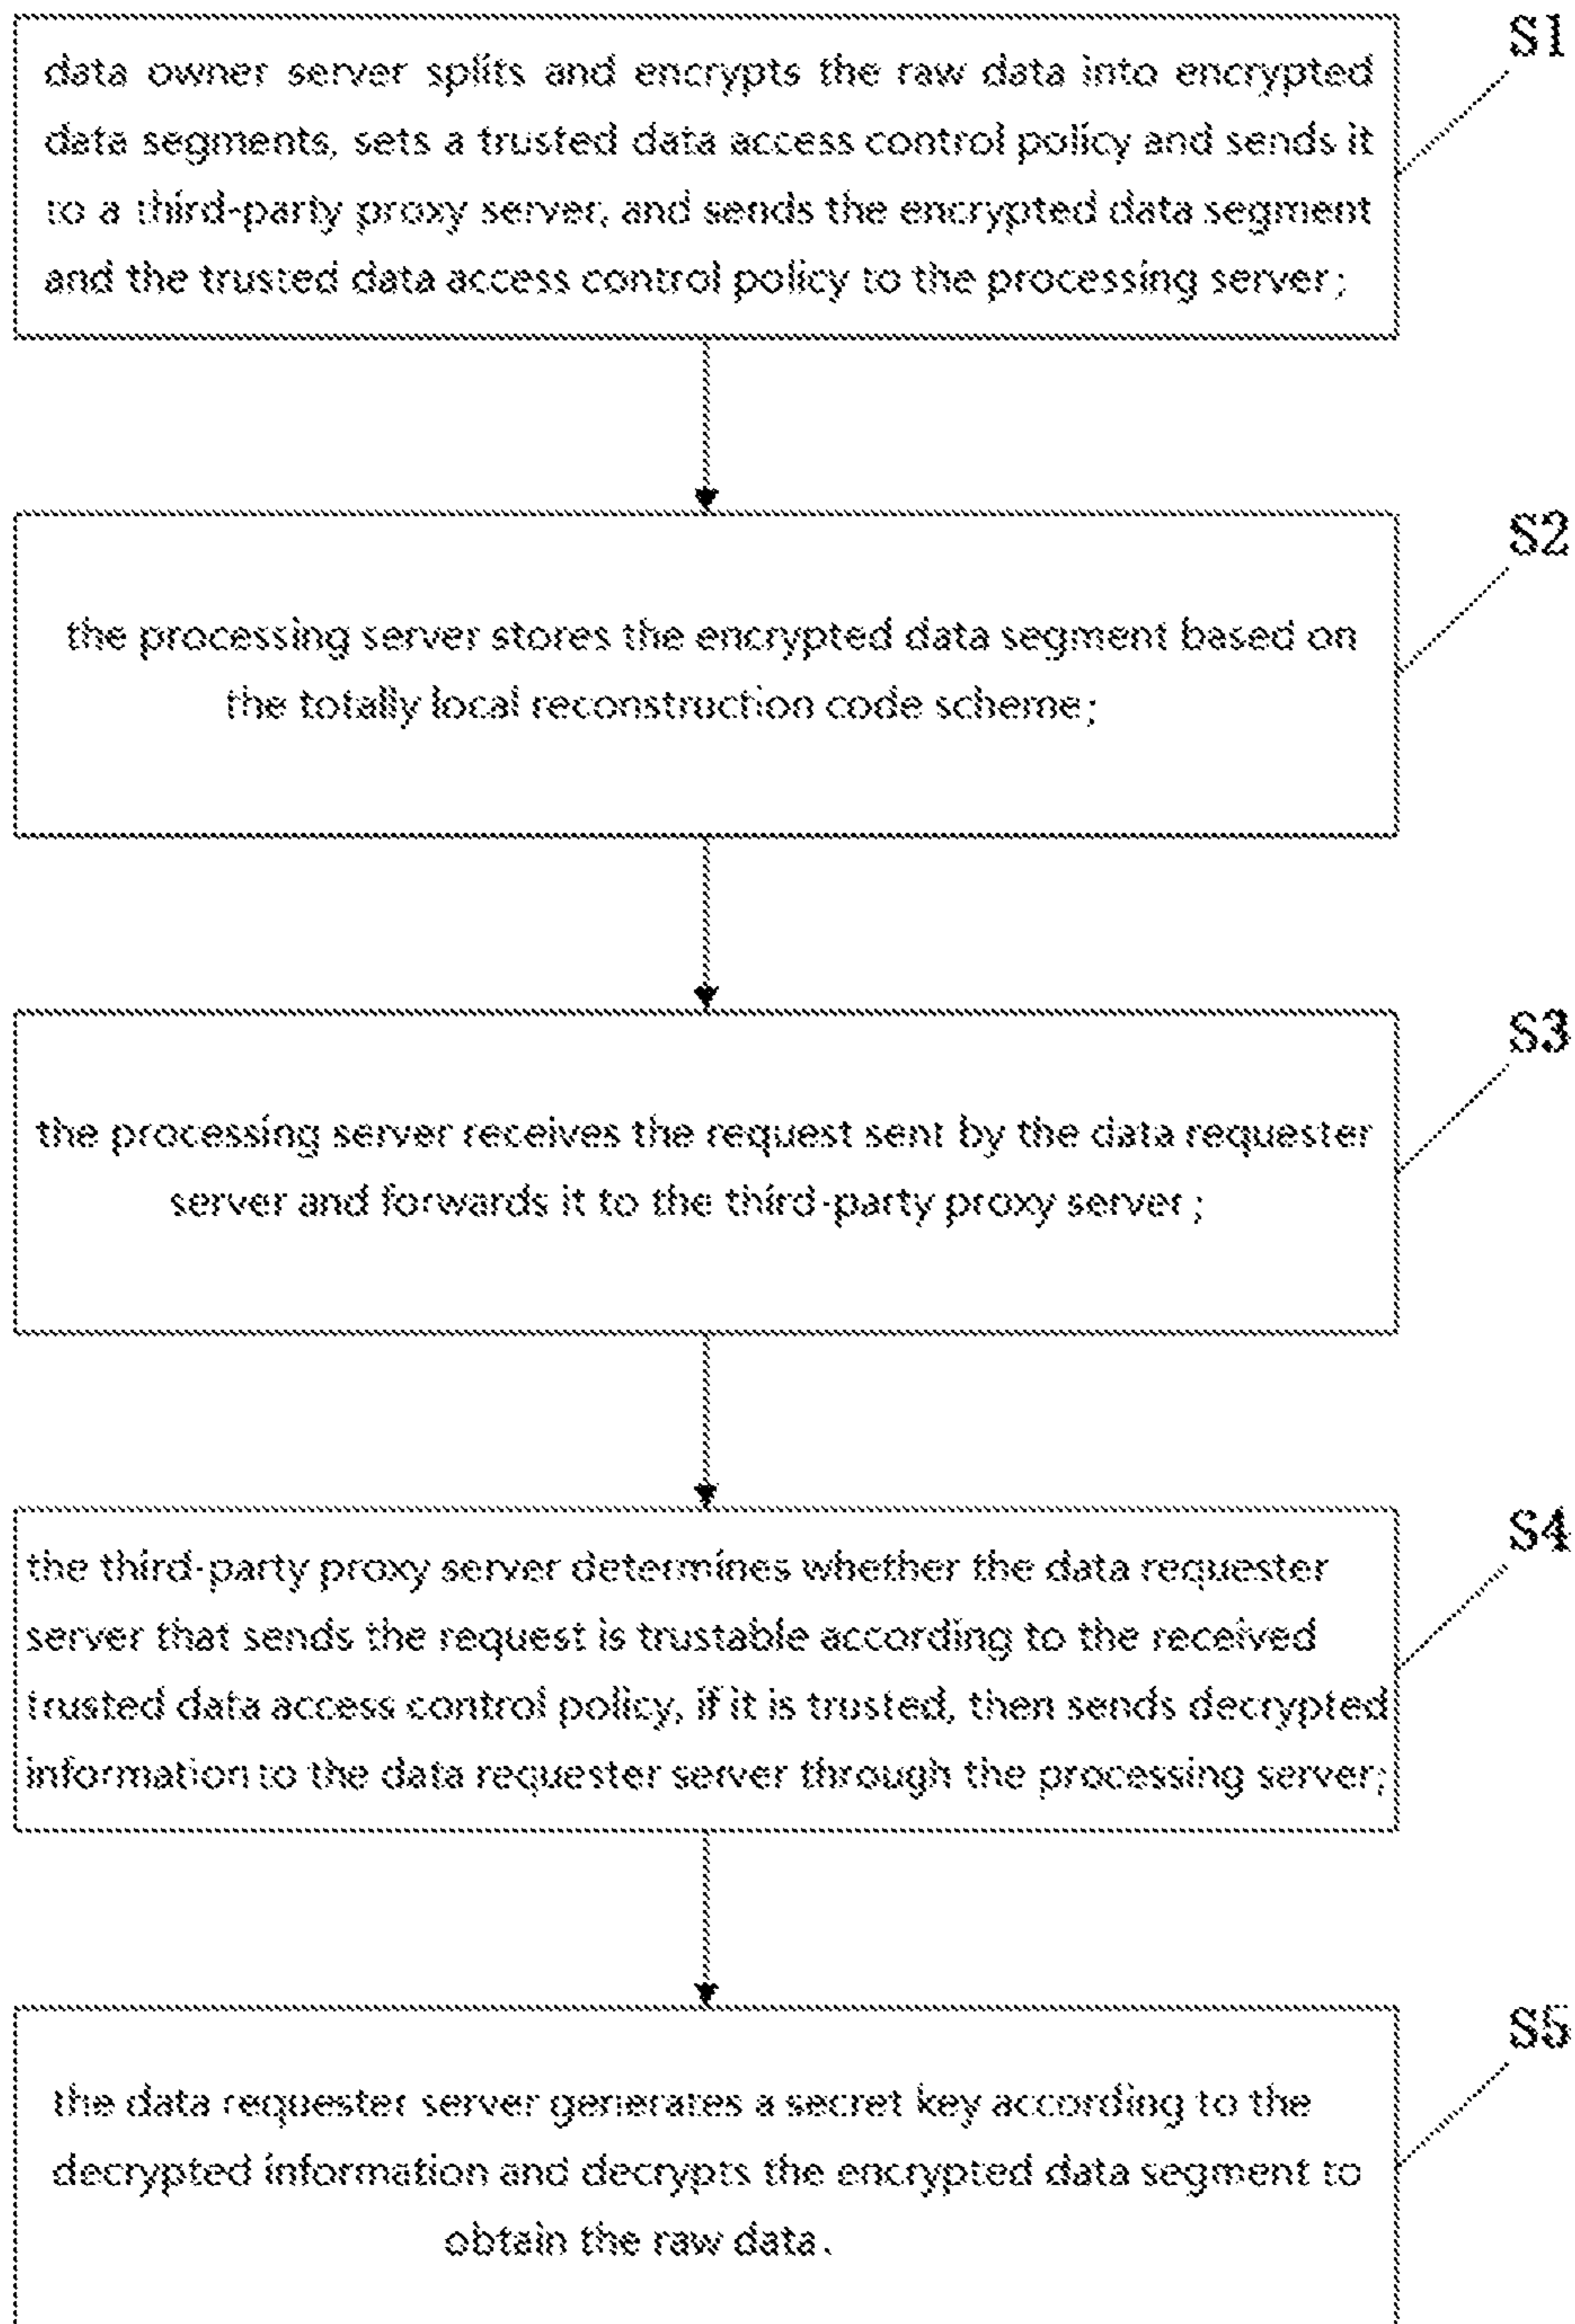 S1
data owner server splits and encrypts the raw data into encrypted
data segments, sets a trusted data access control policy and sends it
to a third-party proxy server, and sends the encrypted data segment
and the trusted data access control policy to the processing server;
S2
the processing server stores the encrypted data segment based on
the totally local reconstruction code scheme;
S3
the processing server receives the request sent by the data requester
server and forwards it to the third-party proxy server;
S4
the third-party proxy server determines whether the data requester
server that sends the request is trustable according to the received
trusted data access control policy, if it is trusted, then sends decrypted
information to the data requester server through the processing server;
S5
the data requester server generates a secret key according to the
decrypted information and decrypts the encrypted data segment to
obtain the raw data.